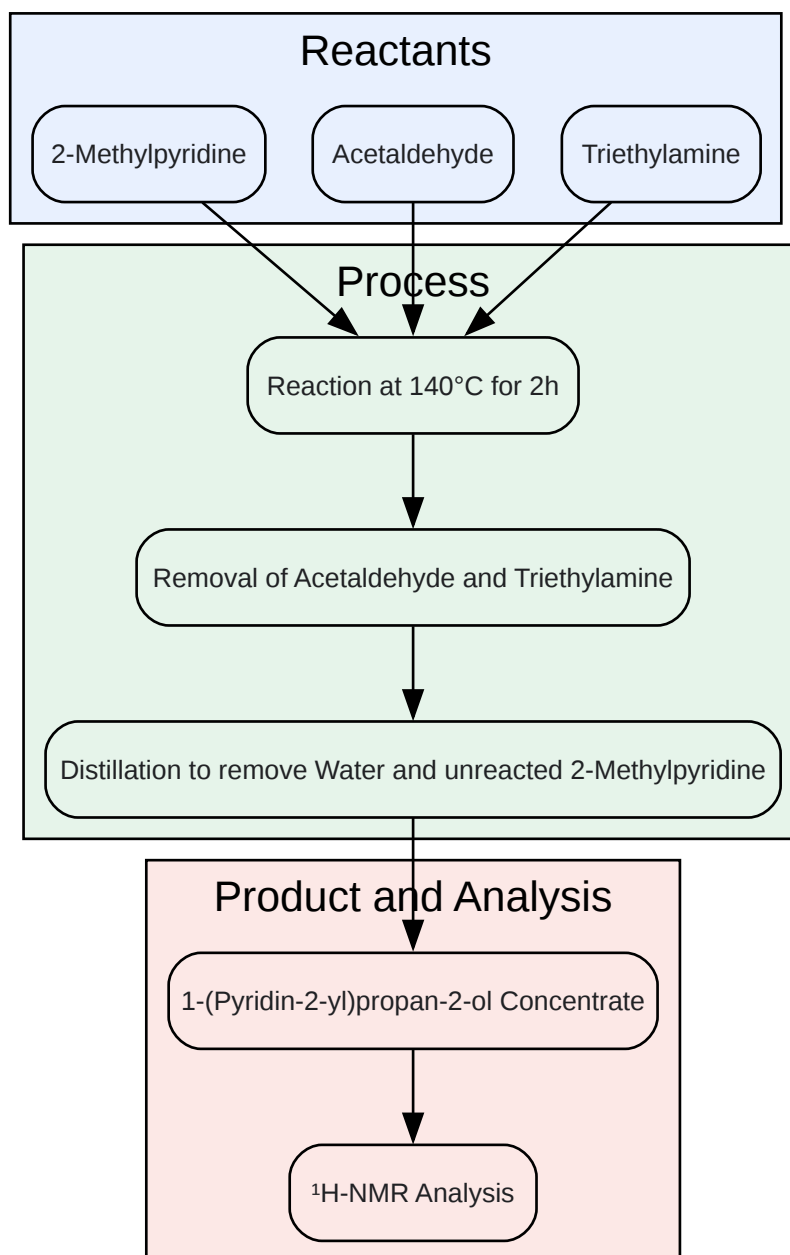 Reactants
2-Methylpyridine
Acetaldehyde
Triethylamine
Process
Reaction at 140°C for 2h
Removal of Acetaldehyde and Triethylamine
Distillation to remove Water and unreacted 2-Methylpyridine
Product and Analysis
1-(Pyridin-2-yl)propan-2-ol Concentrate
¹H-NMR Analysis